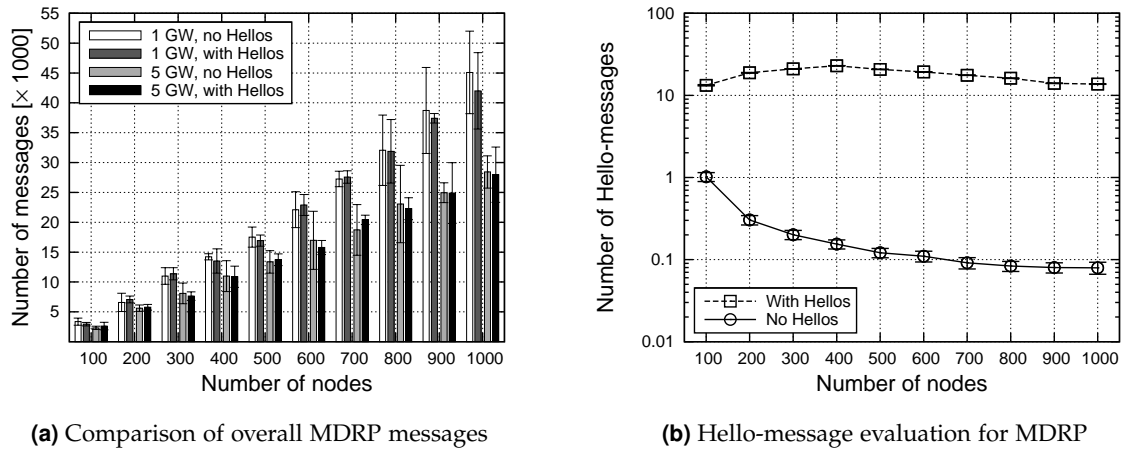 Number of messages [× 1000]
55
50
45
40
35
30
25
20
15
10
5
1 GW, no Hellos
1 GW, with Hellos
5 GW, no Hellos
5 GW, with Hellos
100 200 300 400 500 600 700 800 900 1000
Number of nodes
(a) Comparison of overall MDRP messages
Number of Hello-messages
100
10
1
0.1
0.01
With Hellos
No Hellos
100 200 300 400 500 600 700 800 900 1000
Number of nodes
(b) Hello-message evaluation for MDRP